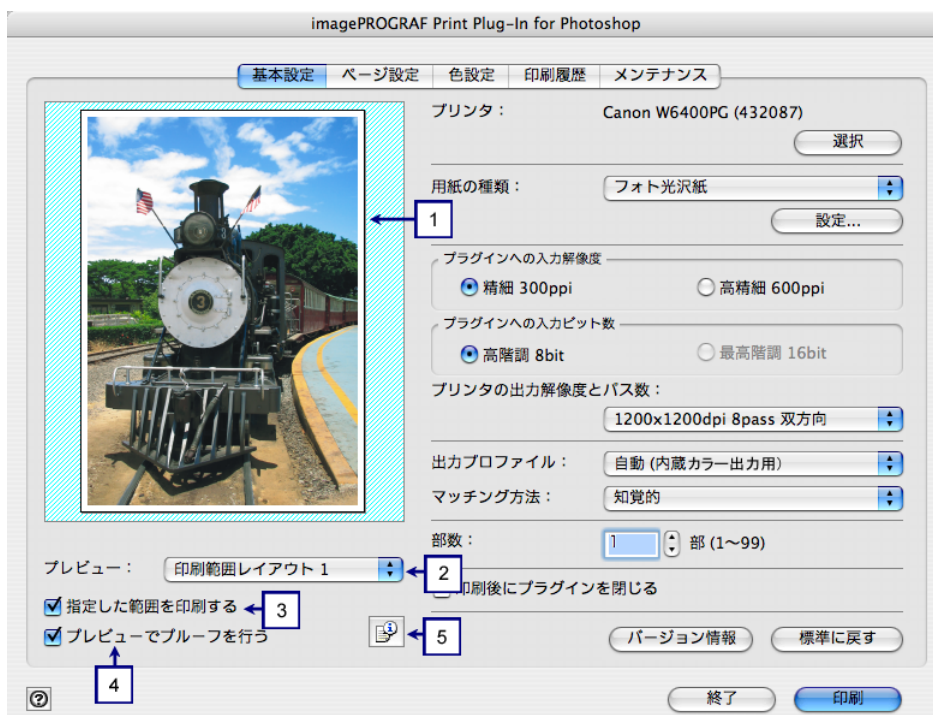 imagePROGRAF Print Plug-In for Photoshop
基本設定 ページ設定 色設定 印刷履歴 メンテナンス
プリンタ： Canon W6400PG (432087)
選択
用紙の種類： フォト光沢紙
1
設定...
プラグインへの入力解像度
精細 300ppi 高精細 600ppi
プラグインへの入力ビット数
高階調 8bit 最高階調 16bit
3
プリンタの出力解像度とパス数：
1200x1200dpi 8pass 双方向
出力プロファイル： 自動 (内蔵カラー出力用)
マッチング方法： 知覚的
部数： 1 部 (1〜99)
プレビュー： 印刷範囲レイアウト 1
2
印刷後にプラグインを閉じる
指定した範囲を印刷する
3
プレビューでプルーフを行う
5
バージョン情報 標準に戻す
4
? 終了 印刷